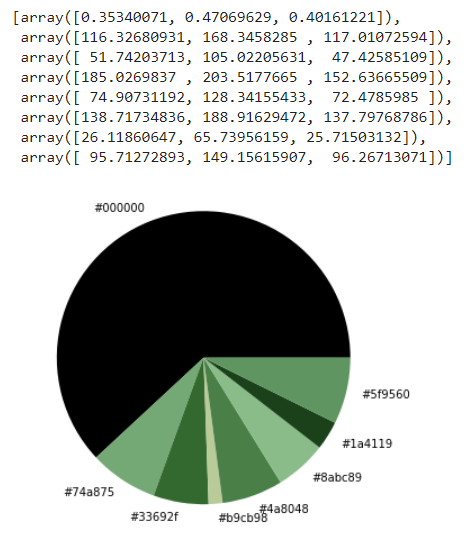 [array([0.35340071, 0.47069629, 0.40161221]),
array([116.32680931, 168.3458285 , 117.01072594]),
array([ 51.74203713, 105.02205631,  47.42585109]),
array([185.0269837 , 203.5177665 , 152.63665509]),
array([ 74.90731192, 128.34155433,  72.4785985 ]),
array([138.71734836, 188.91629472, 137.79768786]),
array([26.11860647, 65.73956159, 25.71503132]),
array([ 95.71272893, 149.15615907,  96.26713071])]
#000000
#5f9560
#1a4119
#8abc89
#74a875
#4a8048
#33692f
#b9cb98